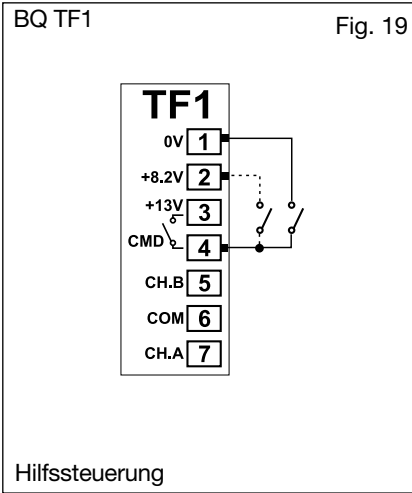 BQ TF1
Fig. 19
TF1
0V 1
+8.2V 2
+13V 3
CMD 4
CH.B 5
COM 6
CH.A 7
Hilfssteuerung